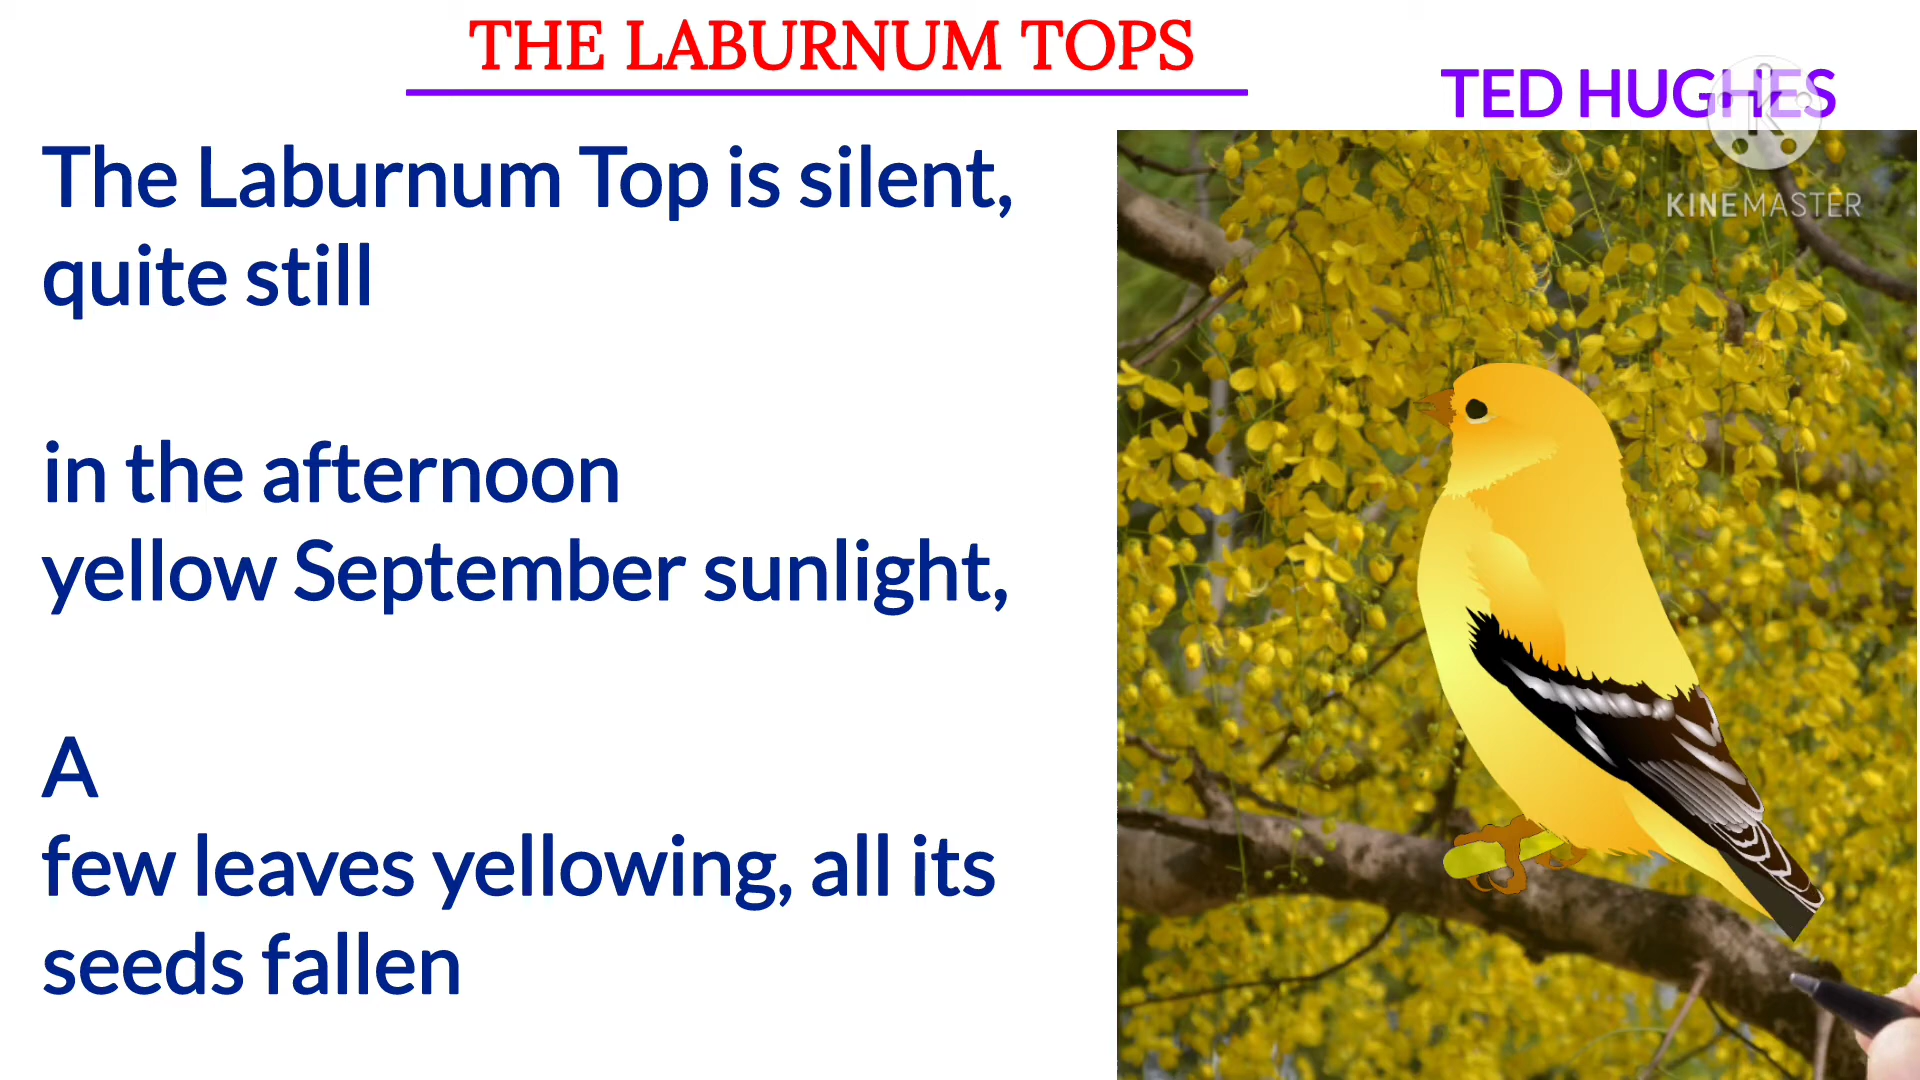 THE LABURNUM TOPS
TED HUGHES
KINEMASTER
The Laburnum Top is silent,
quite still
in the afternoon
yellow September sunlight,
A
few leaves yellowing, all its
seeds fallen